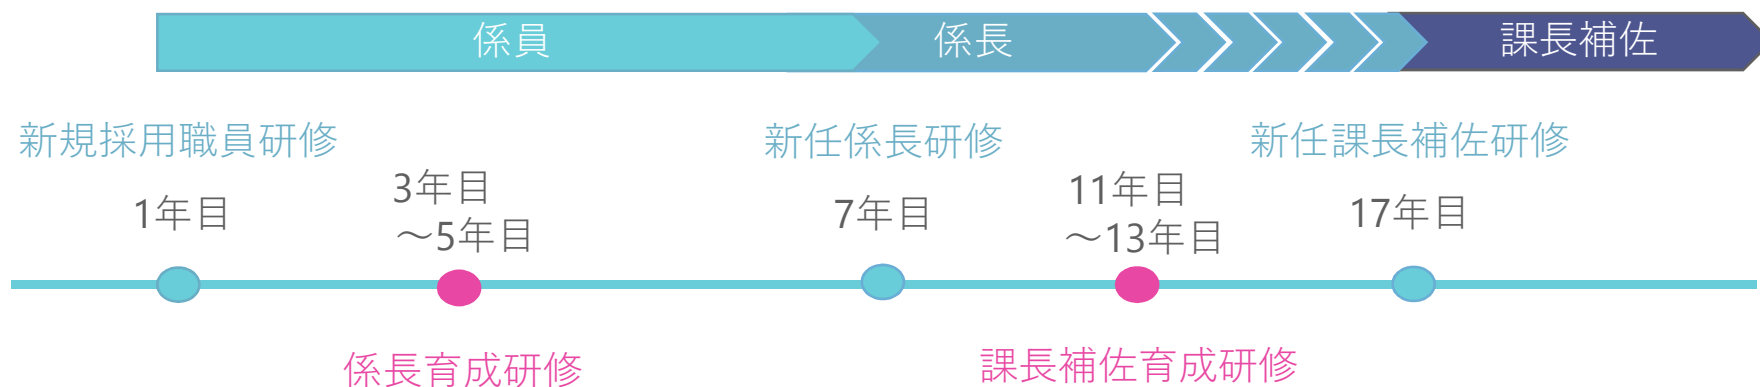 係員
係長
課長補佐
新規採用職員研修
新任係長研修
新任課長補佐研修
1年目
3年目
～5年目
7年目
11年目
～13年目
17年目
係長育成研修
課長補佐育成研修